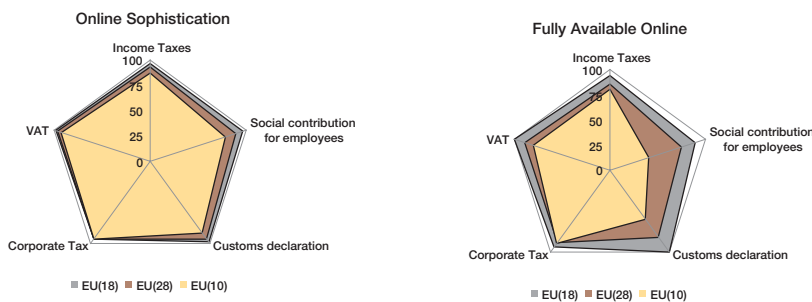 Online Sophistication
Income Taxes
100
75
50
25
0
VAT
Social contribution
for employees
Corporate Tax
Customs declaration
EU(18) EU(28) EU(10)
Fully Available Online
Income Taxes
100
75
50
25
0
VAT
Social contribution
for employees
Corporate Tax
Customs declaration
EU(18) EU(28) EU(10)